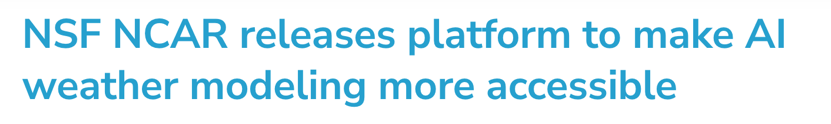 NSF NCAR releases platform to make AI
weather modeling more accessible